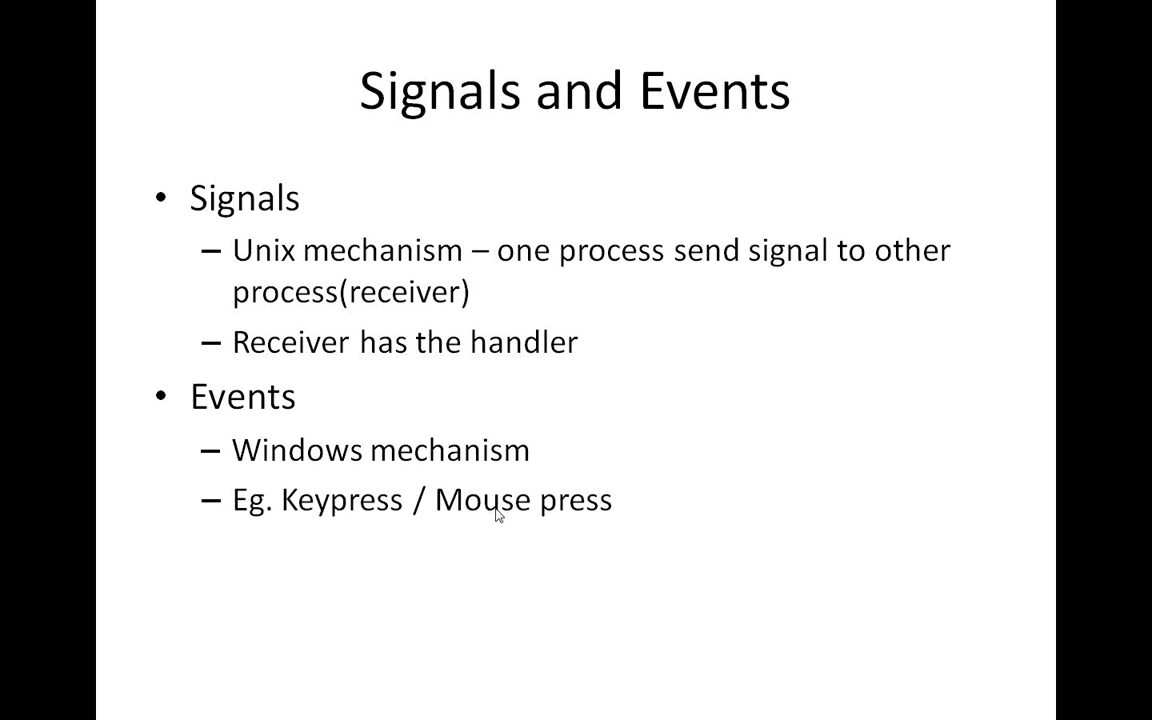 Signals and Events
• Signals
– Unix mechanism – one process send signal to other
process(receiver)
– Receiver has the handler
• Events
– Windows mechanism
– Eg. Keypress / Mouse press